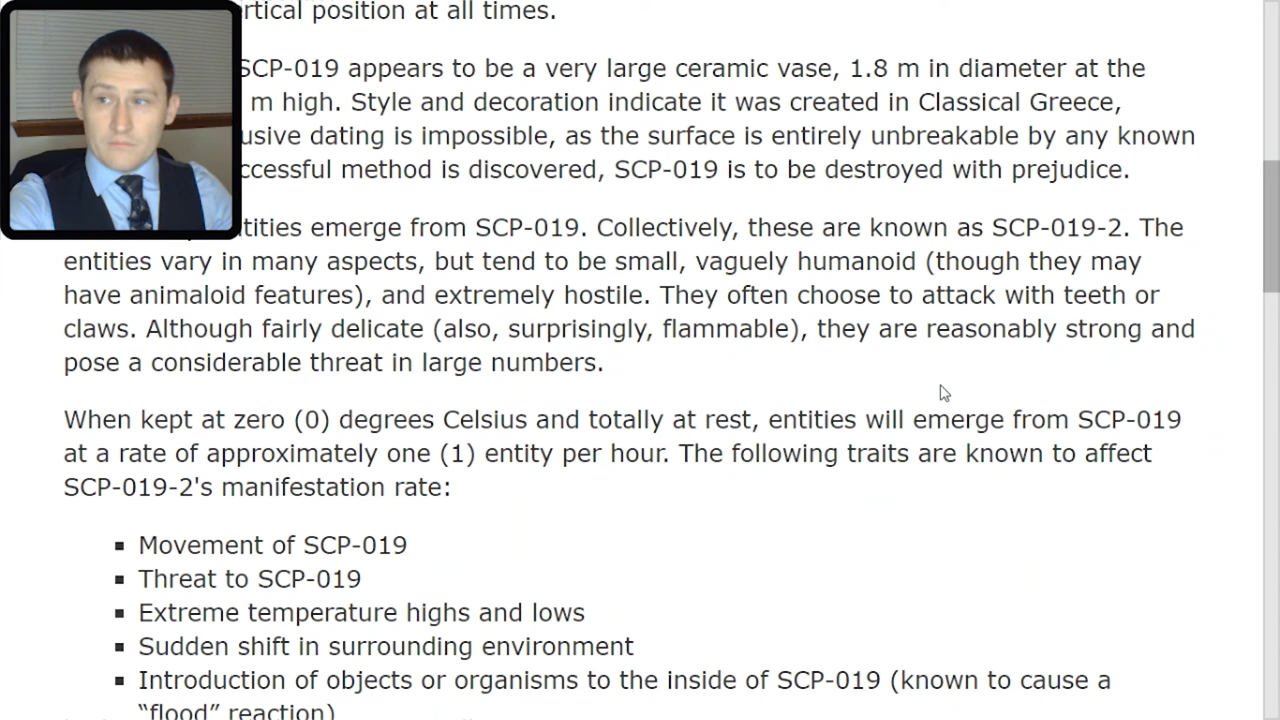 rtical position at all times.
SCP-019 appears to be a very large ceramic vase, 1.8 m in diameter at the
m high. Style and decoration indicate it was created in Classical Greece,
usive dating is impossible, as the surface is entirely unbreakable by any known
ccessful method is discovered, SCP-019 is to be destroyed with prejudice.
tities emerge from SCP-019. Collectively, these are known as SCP-019-2. The
entities vary in many aspects, but tend to be small, vaguely humanoid (though they may
have animaloid features), and extremely hostile. They often choose to attack with teeth or
claws. Although fairly delicate (also, surprisingly, flammable), they are reasonably strong and
pose a considerable threat in large numbers.
When kept at zero (0) degrees Celsius and totally at rest, entities will emerge from SCP-019
at a rate of approximately one (1) entity per hour. The following traits are known to affect
SCP-019-2's manifestation rate:
▪ Movement of SCP-019
▪ Threat to SCP-019
▪ Extreme temperature highs and lows
▪ Sudden shift in surrounding environment
▪ Introduction of objects or organisms to the inside of SCP-019 (known to cause a
“flood” reaction)